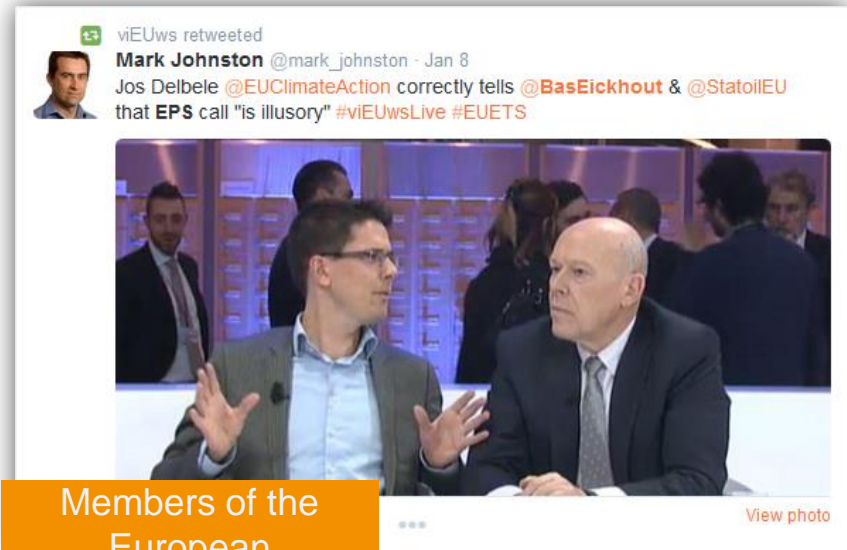 viEUws retweeted
Mark Johnston @mark_johnston · Jan 8
Jos Delbele @EUClimateAction correctly tells @BasEickhout & @StatoilEU
that EPS call "is illusory" #viEUwsLive #EUETS
View photo
Members of the
European